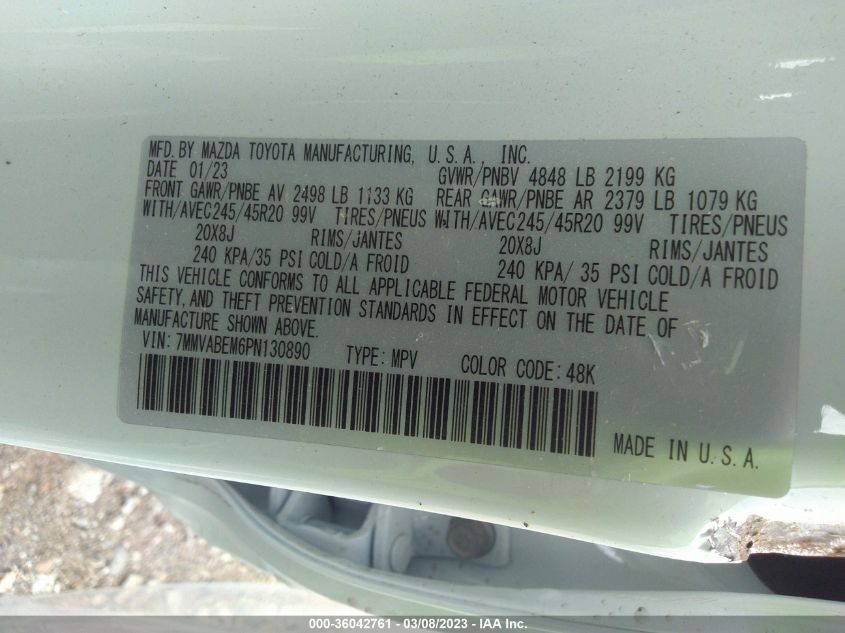 MFD. BY MAZDA TOYOTA MANUFACTURING, U.S.A., INC.
DATE 01/23 GVWR/PNBV 4848 LB 2199 KG
FRONT GAWR/PNBE AV 2498 LB 1133 KG REAR GAWR/PNBE AR 2379 LB 1079 KG
WITH/AVEC245/45R20 99V TIRES/PNEUS WITH/AVEC245/45R20 99V TIRES/PNEUS
20X8J RIMS/JANTES 20X8J RIMS/JANTES
240 KPA/35 PSI COLD/A FROID 240 KPA/ 35 PSI COLD/A FROID
THIS VEHICLE CONFORMS TO ALL APPLICABLE FEDERAL MOTOR VEHICLE
SAFETY, AND THEFT PREVENTION STANDARDS IN EFFECT ON THE DATE OF
MANUFACTURE SHOWN ABOVE.
VIN: 7MMVABEM6PN130890 TYPE: MPV COLOR CODE: 48K
MADE IN U.S.A.
000-36042761 - 03/08/2023 - IAA Inc.